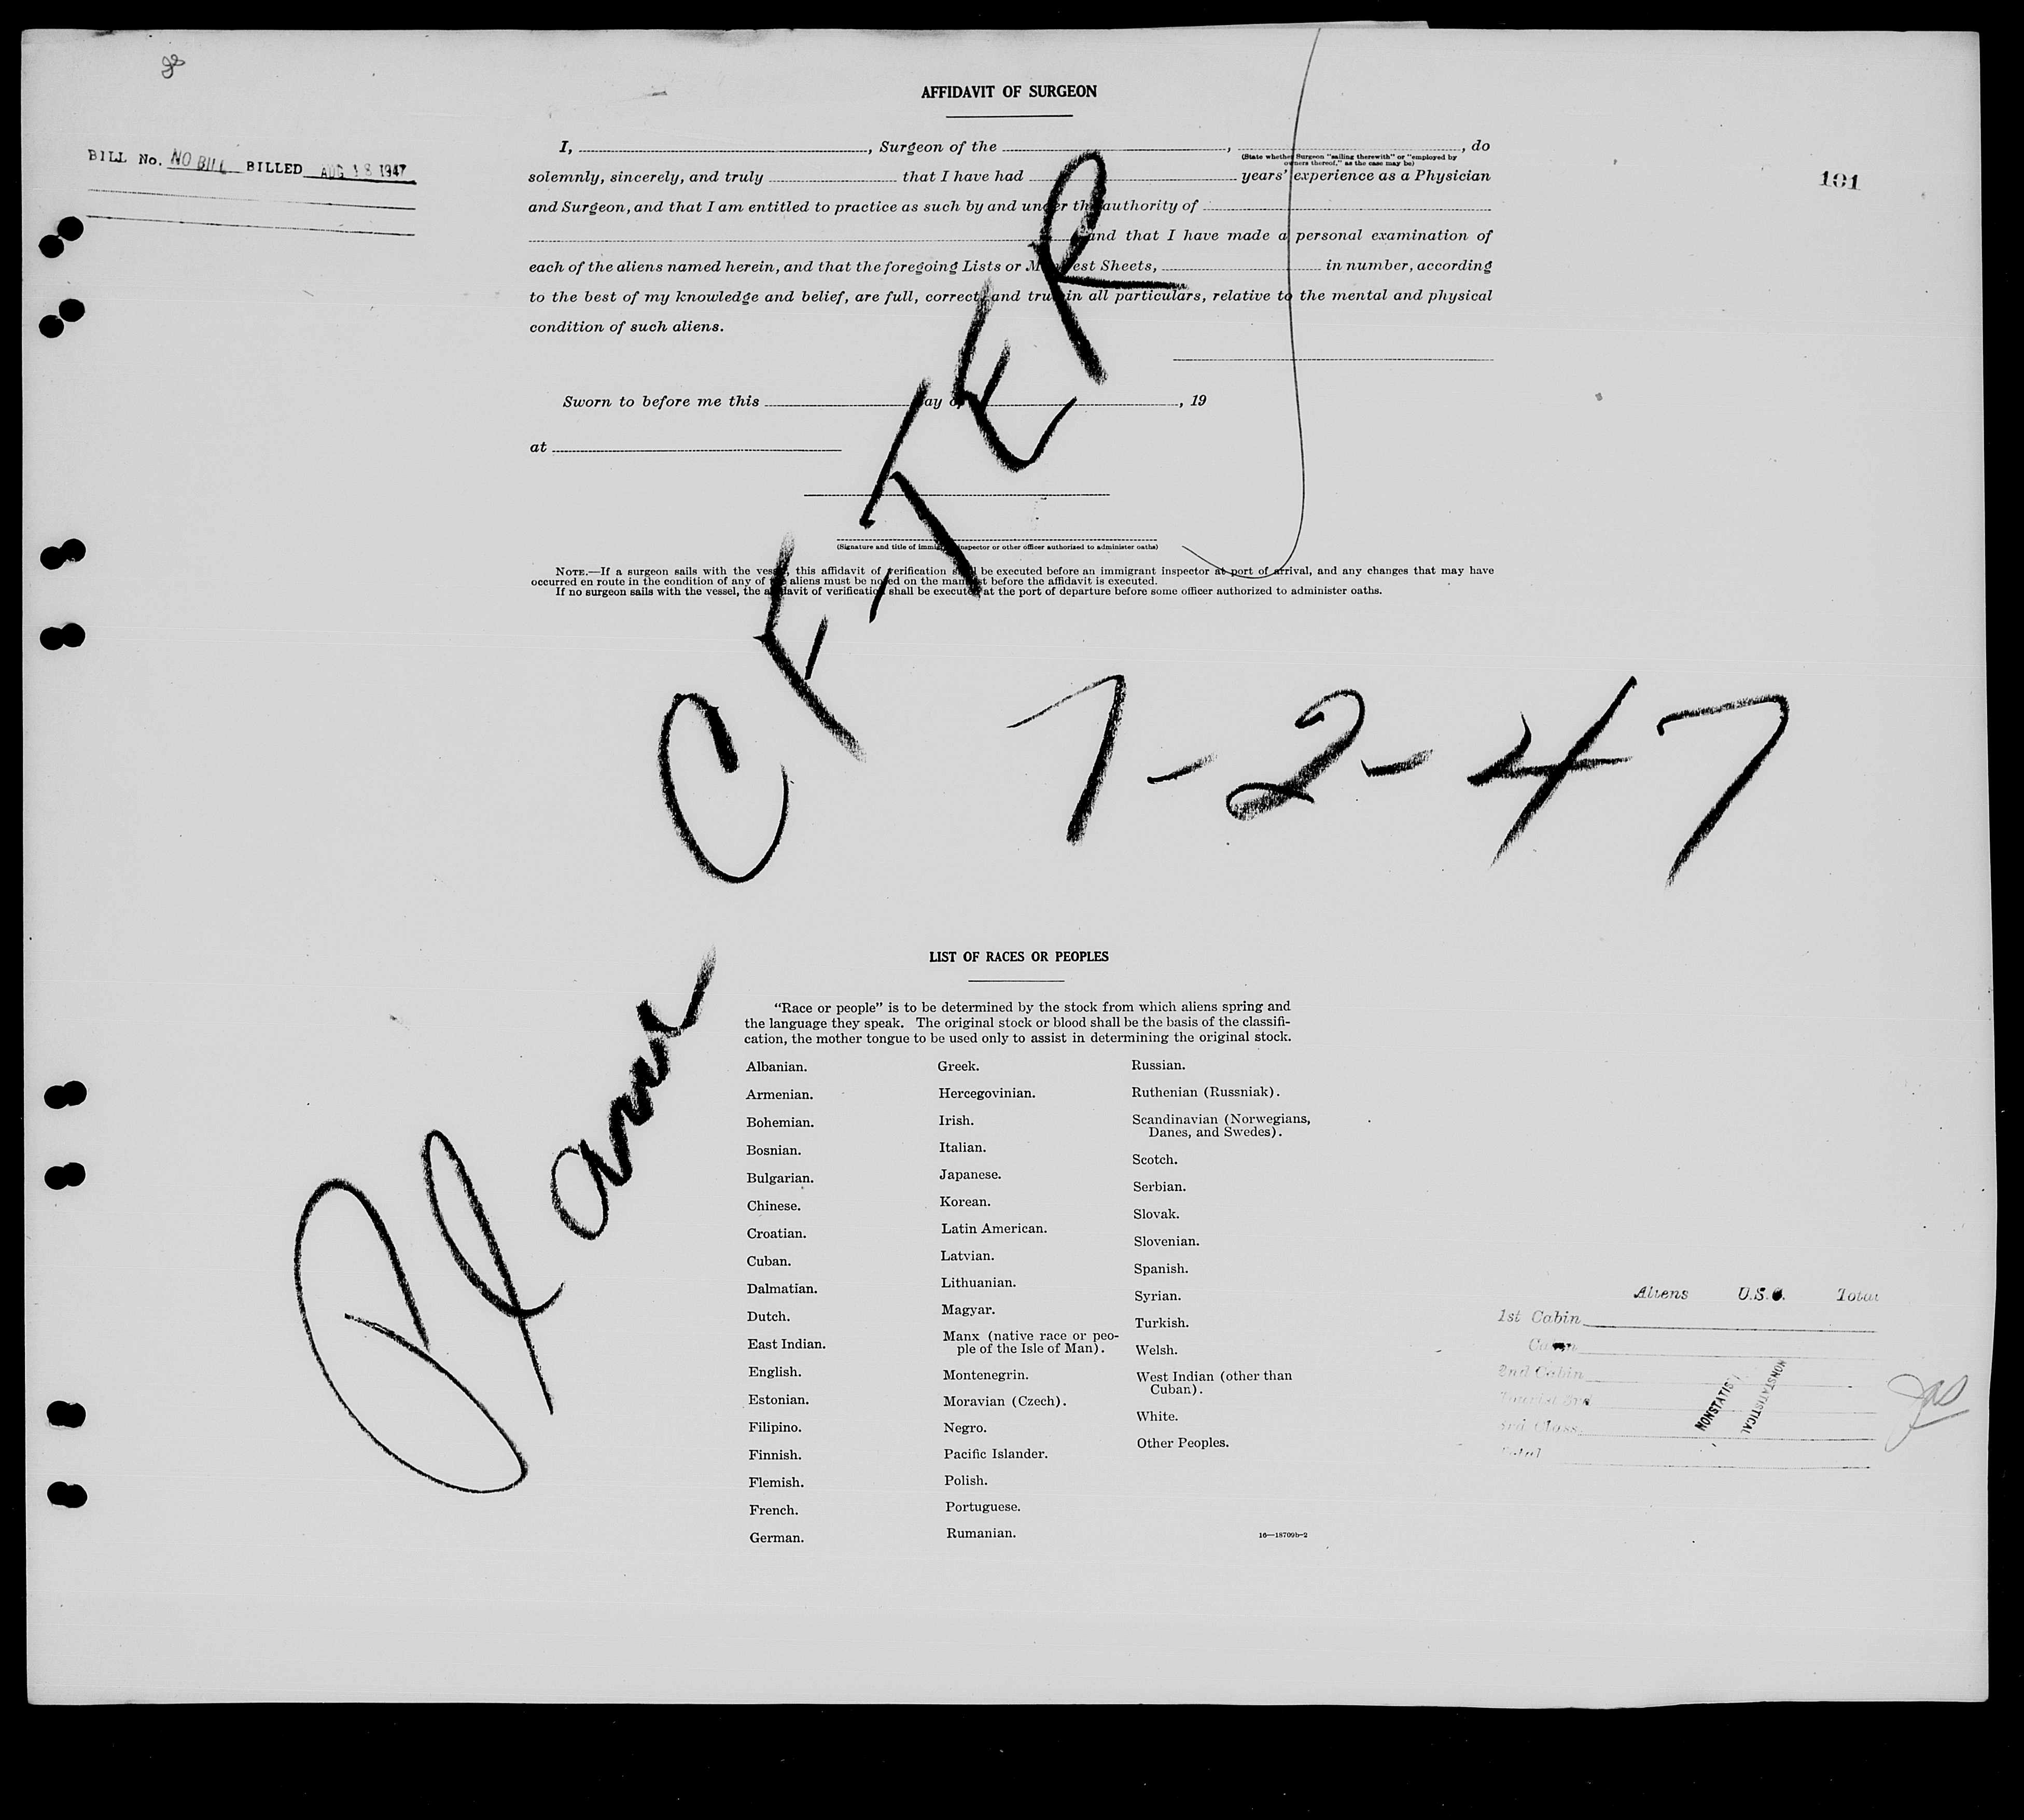 AFFIDAVIT OF SURGEON
BILL No. NO BILL BILLED AUG 18 1947
101
I, , Surgeon of the , , do
(State whether Surgeon "sailing therewith" or "employed by
owners thereof," as the case may be)
solemnly, sincerely, and truly that I have had years' experience as a Physician
and Surgeon, and that I am entitled to practice as such by and under the authority of
and that I have made a personal examination of
each of the aliens named herein, and that the foregoing Lists or Manifest Sheets, in number, according
to the best of my knowledge and belief, are full, correct, and true in all particulars, relative to the mental and physical
condition of such aliens.
Sworn to before me this day of , 19
at
(Signature and title of immigrant inspector or other officer authorized to administer oaths)
NOTE.—If a surgeon sails with the vessel, this affidavit of verification shall be executed before an immigrant inspector at port of arrival, and any changes that may have
occurred en route in the condition of any of the aliens must be noted on the manifest before the affidavit is executed.
If no surgeon sails with the vessel, the affidavit of verification shall be executed at the port of departure before some officer authorized to administer oaths.
Plane CF-TER
7-2-47
LIST OF RACES OR PEOPLES
"Race or people" is to be determined by the stock from which aliens spring and
the language they speak. The original stock or blood shall be the basis of the classifi-
cation, the mother tongue to be used only to assist in determining the original stock.
Albanian.
Armenian.
Bohemian.
Bosnian.
Bulgarian.
Chinese.
Croatian.
Cuban.
Dalmatian.
Dutch.
East Indian.
English.
Estonian.
Filipino.
Finnish.
Flemish.
French.
German.
Greek.
Hercegovinian.
Irish.
Italian.
Japanese.
Korean.
Latin American.
Latvian.
Lithuanian.
Magyar.
Manx (native race or peo-
ple of the Isle of Man).
Montenegrin.
Moravian (Czech).
Negro.
Pacific Islander.
Polish.
Portuguese.
Rumanian.
Russian.
Ruthenian (Russniak).
Scandinavian (Norwegians,
Danes, and Swedes).
Scotch.
Serbian.
Slovak.
Slovenian.
Spanish.
Syrian.
Turkish.
Welsh.
West Indian (other than
Cuban).
White.
Other Peoples.
16—18709b-2
Aliens U.S.C. Total
1st Cabin
Cabin
2nd Cabin
Tourist 3rd
3rd Class
Total
NONSTATISTICAL